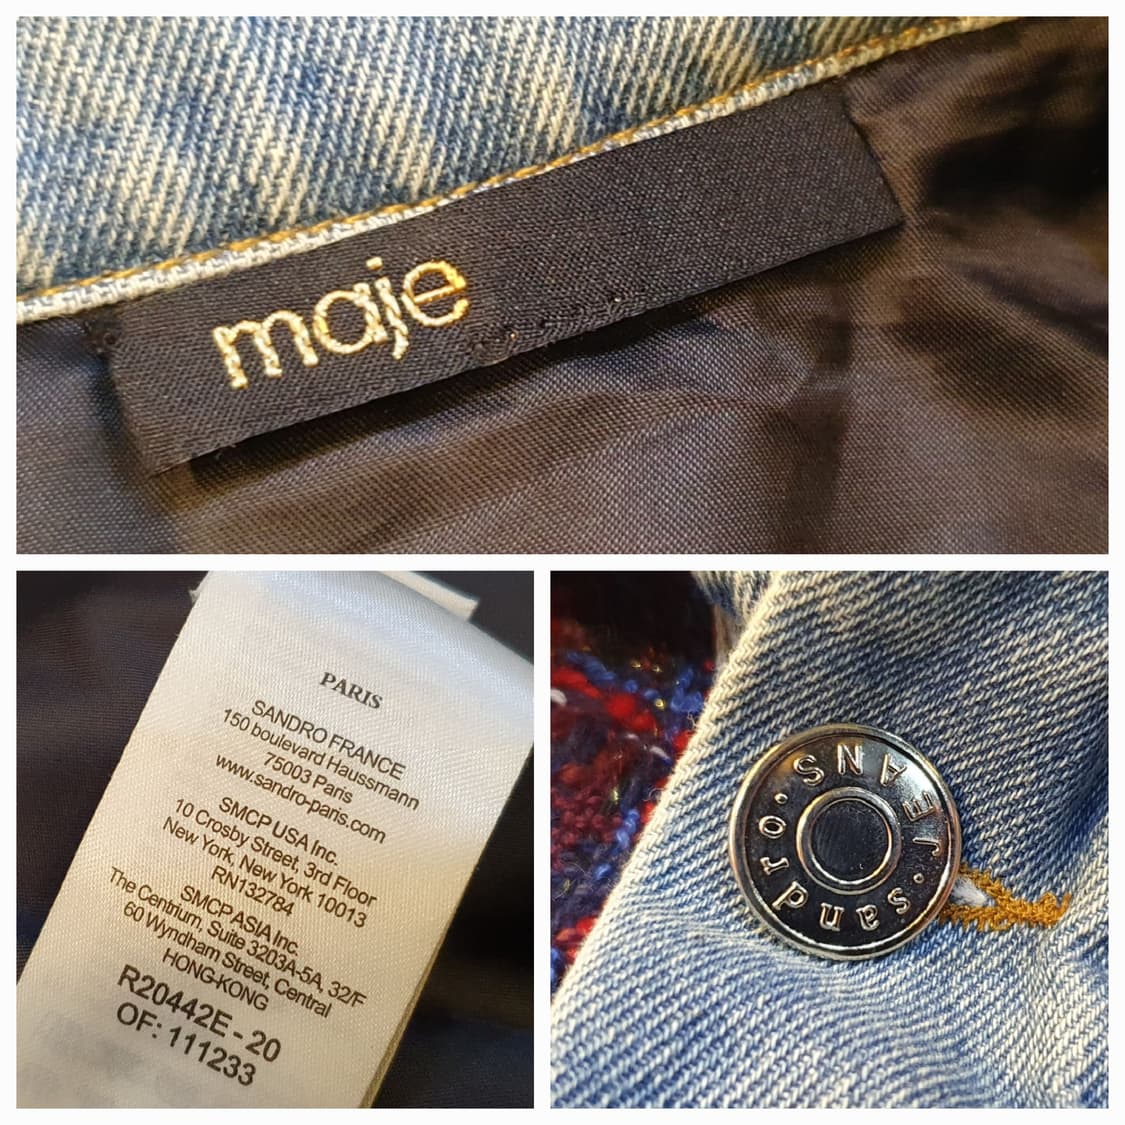 maje
PARIS
SANDRO FRANCE
150 boulevard Haussmann
75003 Paris
www.sandro-paris.com
SMCP USA Inc.
10 Crosby Street, 3rd Floor
New York, New York 10013
RN132784
SMCP ASIA Inc.
The Centrium, Suite 3203A-5A, 32/F
60 Wyndham Street, Central
HONG-KONG
R20442E - 20
OF: 111233
JEANS
sandro